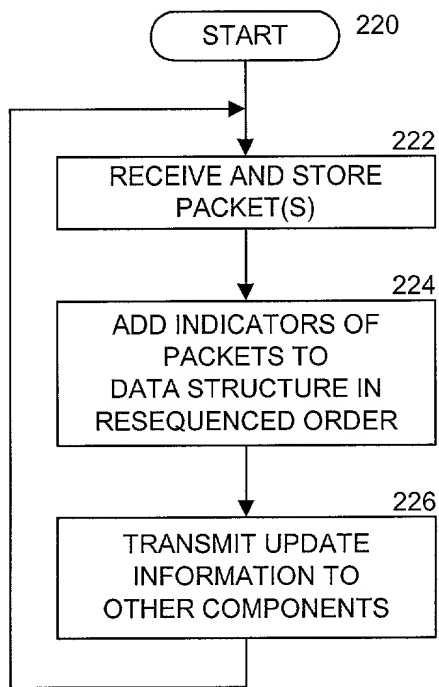 START 220
222
RECEIVE AND STORE
PACKET(S)
224
ADD INDICATORS OF
PACKETS TO
DATA STRUCTURE IN
RESEQUENCED ORDER
226
TRANSMIT UPDATE
INFORMATION TO
OTHER COMPONENTS